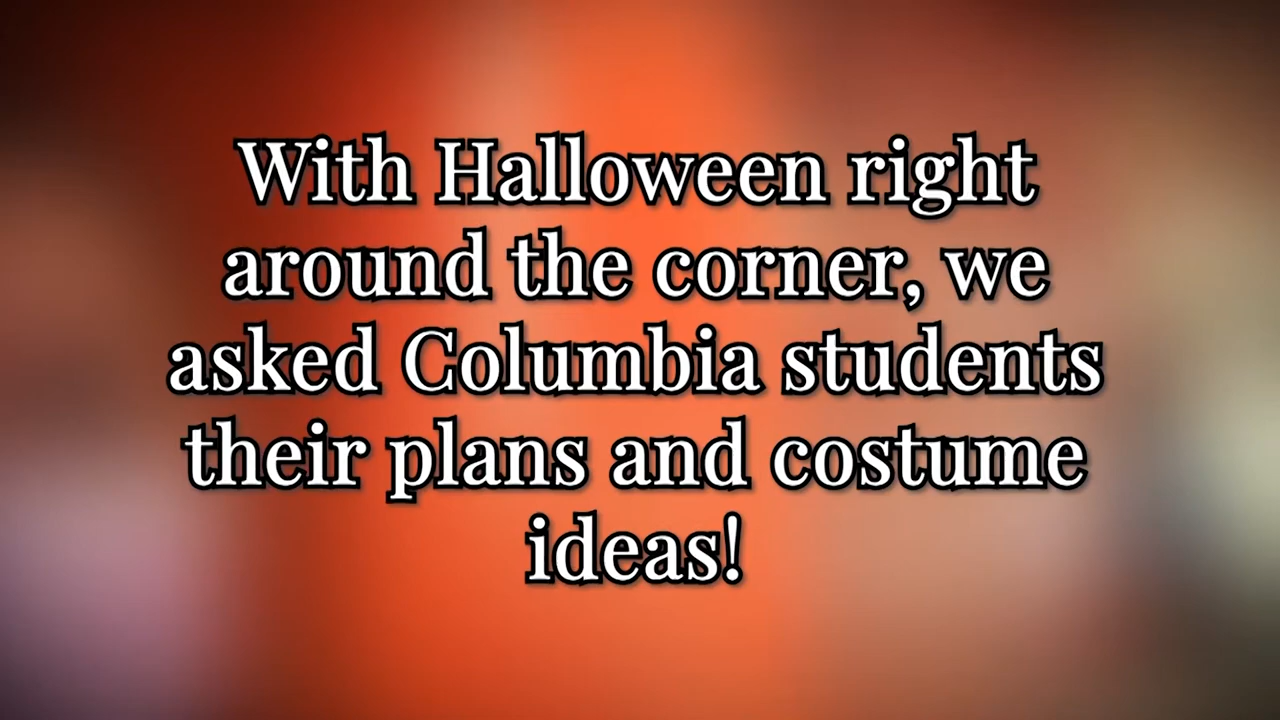 With Halloween right
around the corner, we
asked Columbia students
their plans and costume
ideas!